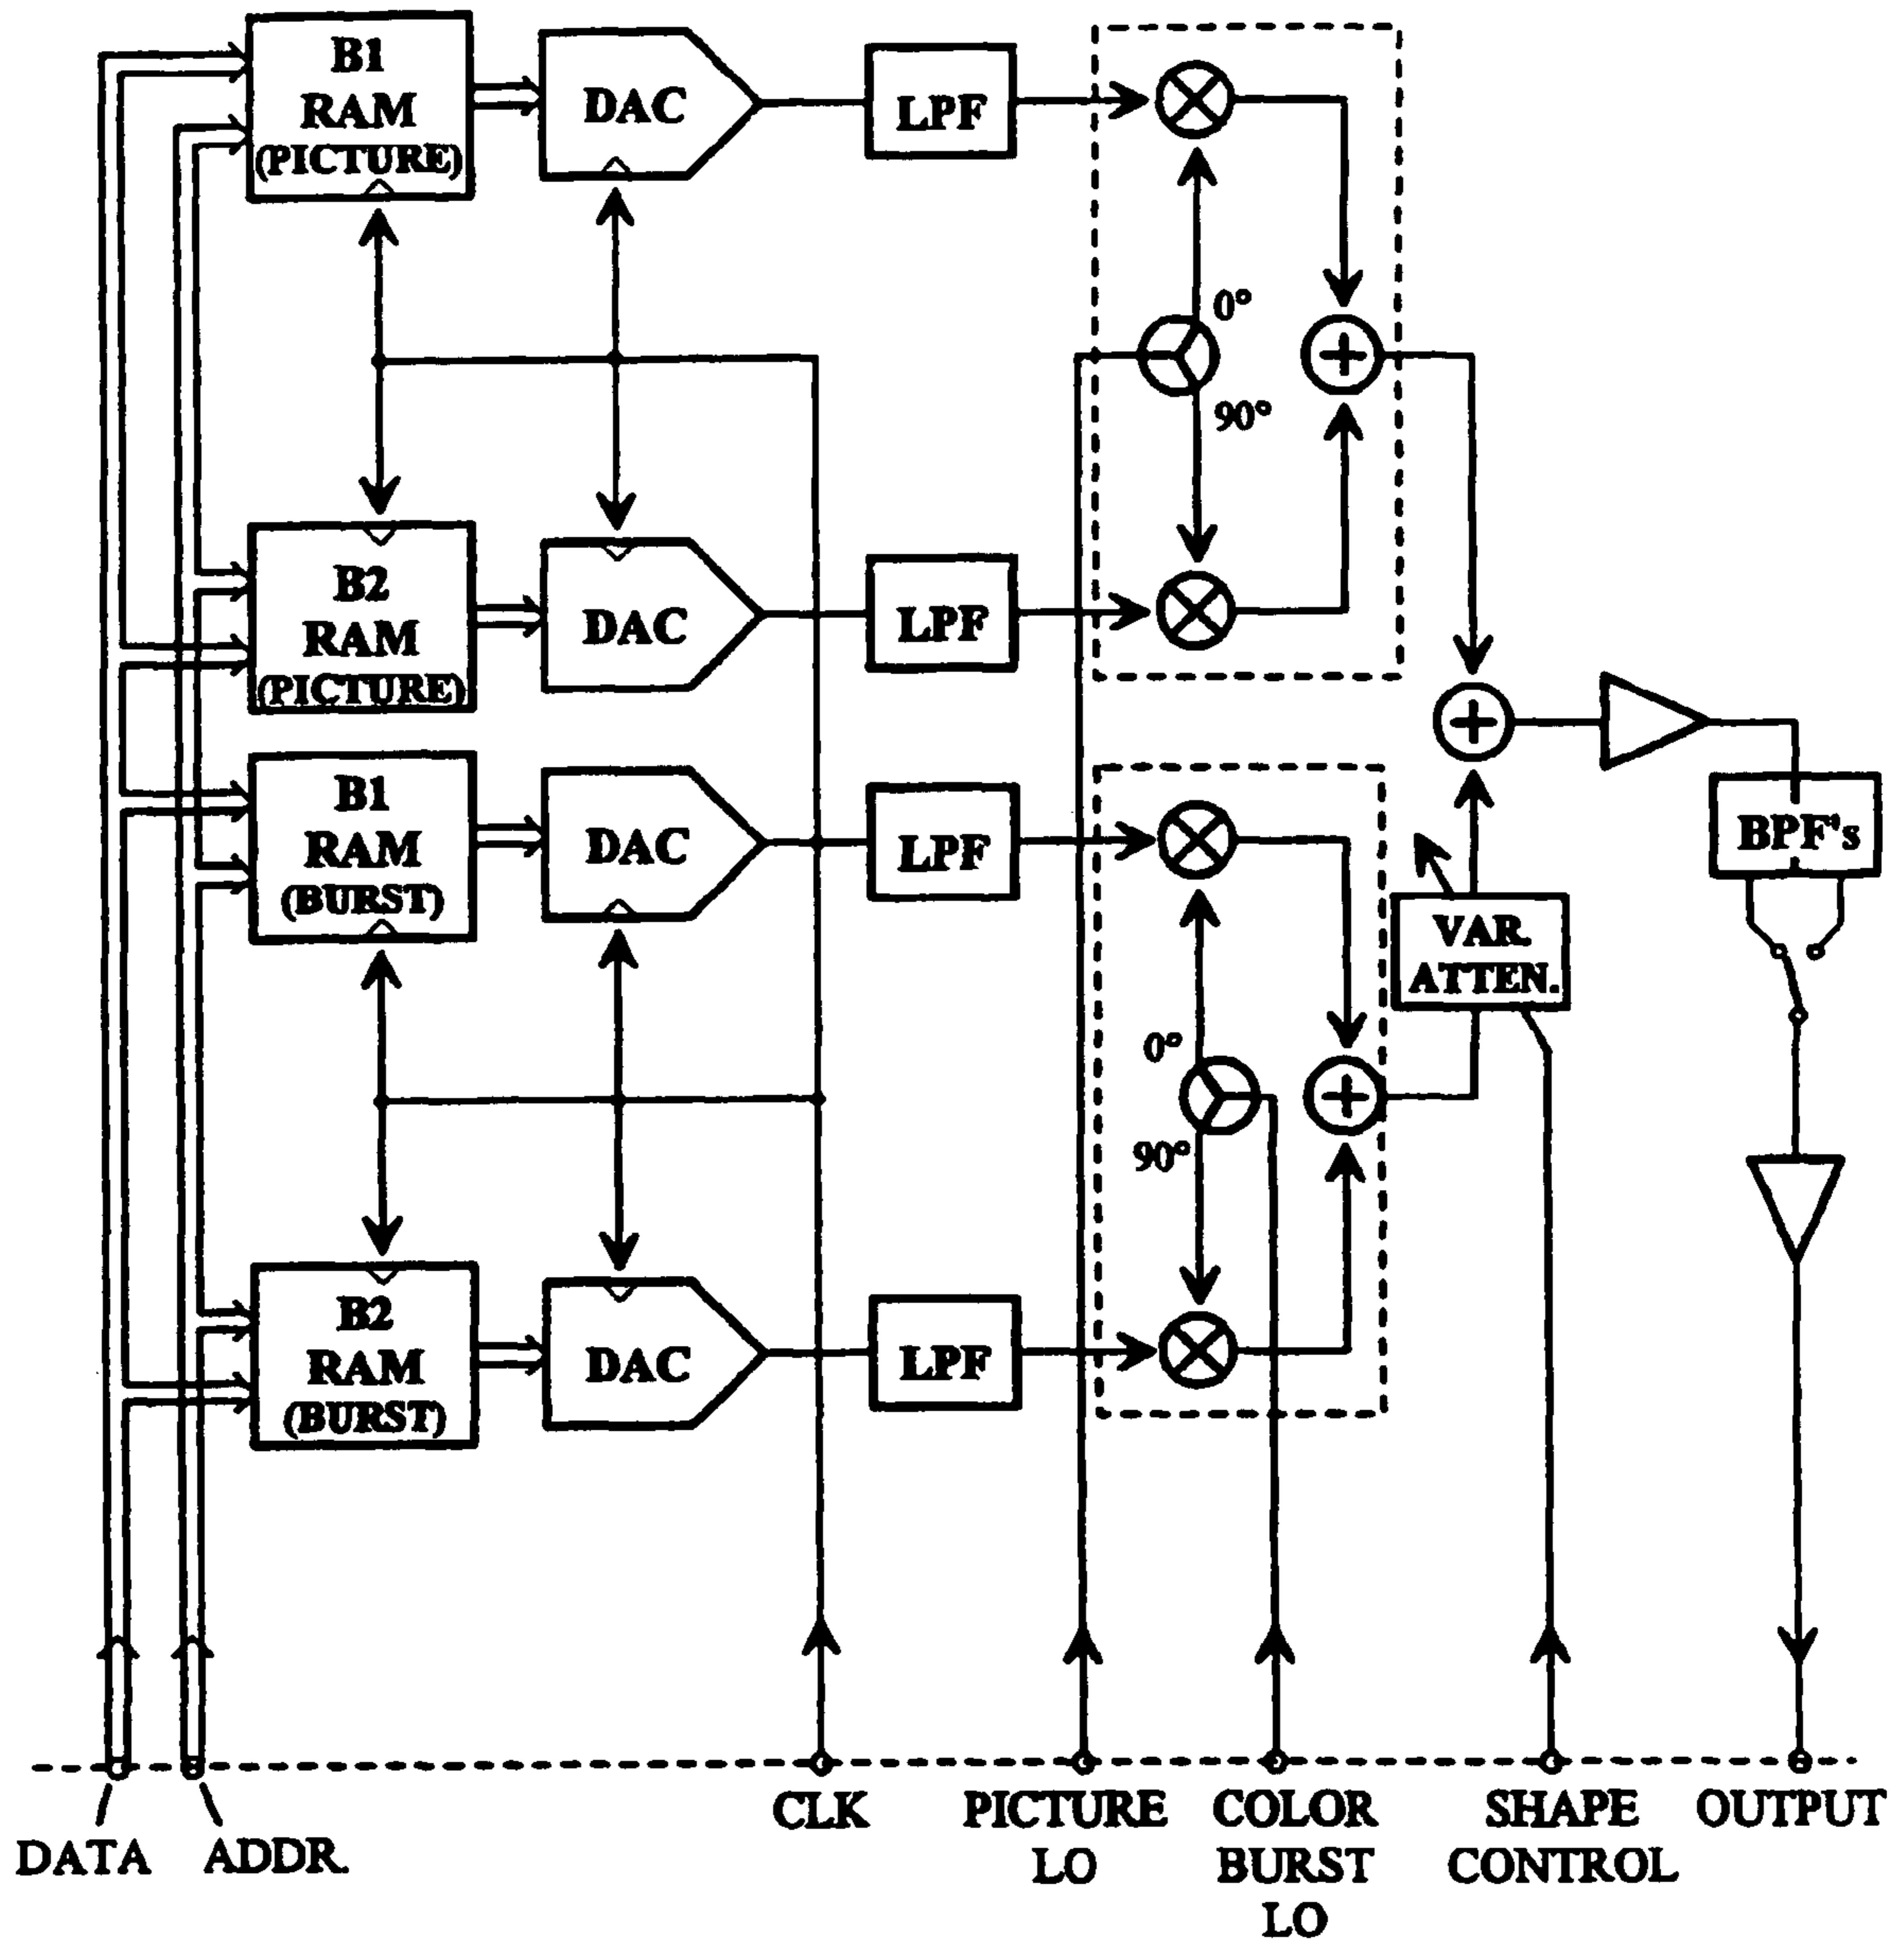 B1
RAM
(PICTURE)
DAC
LPF
0°
90°
B2
RAM
(PICTURE)
DAC
LPF
B1
RAM
(BURST)
DAC
LPF
BPF's
VAR.
ATTEN.
0°
90°
B2
RAM
(BURST)
DAC
LPF
DATA
ADDR.
CLK
PICTURE
LO
COLOR
BURST
LO
SHAPE
CONTROL
OUTPUT